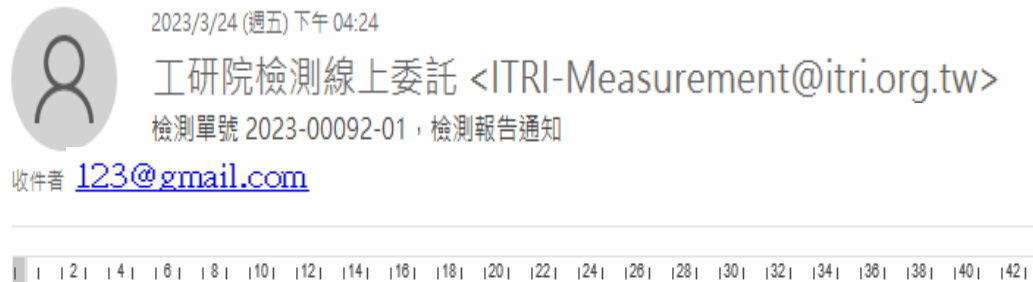 2023/3/24 (週五) 下午 04:24
工研院檢測線上委託 <ITRI-Measurement@itri.org.tw>
檢測單號 2023-00092-01，檢測報告通知
收件者 123@gmail.com
2 4 6 8 10 12 14 16 18 20 22 24 26 28 30 32 34 36 38 40 42